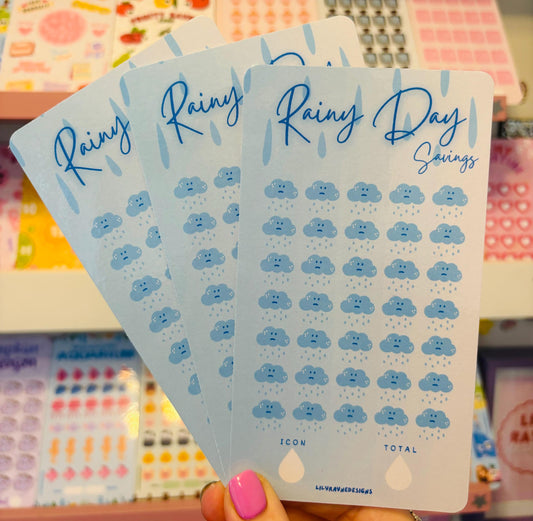 Rainy
Rainy
Rainy Day
Savings
ICON
TOTAL
LILYRAYNEDESIGNS